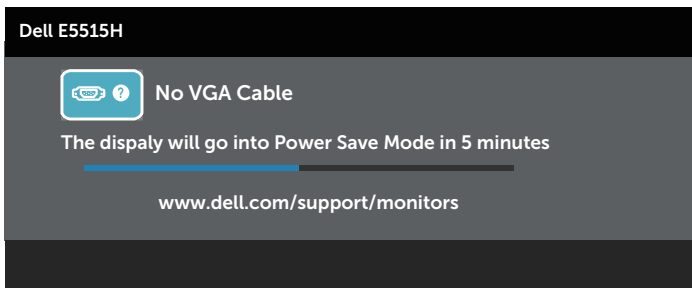 Dell E5515H
No VGA Cable
The dispaly will go into Power Save Mode in 5 minutes
www.dell.com/support/monitors